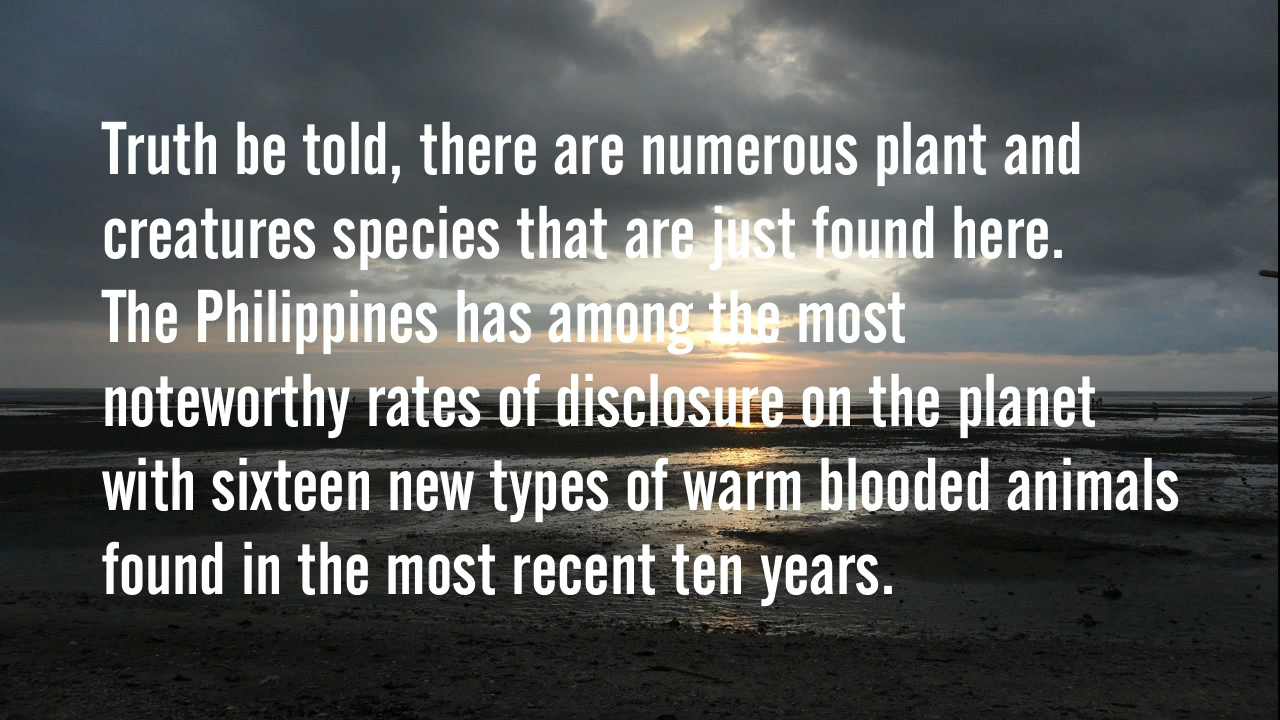 Truth be told, there are numerous plant and
creatures species that are just found here.
The Philippines has among the most
noteworthy rates of disclosure on the planet
with sixteen new types of warm blooded animals
found in the most recent ten years.